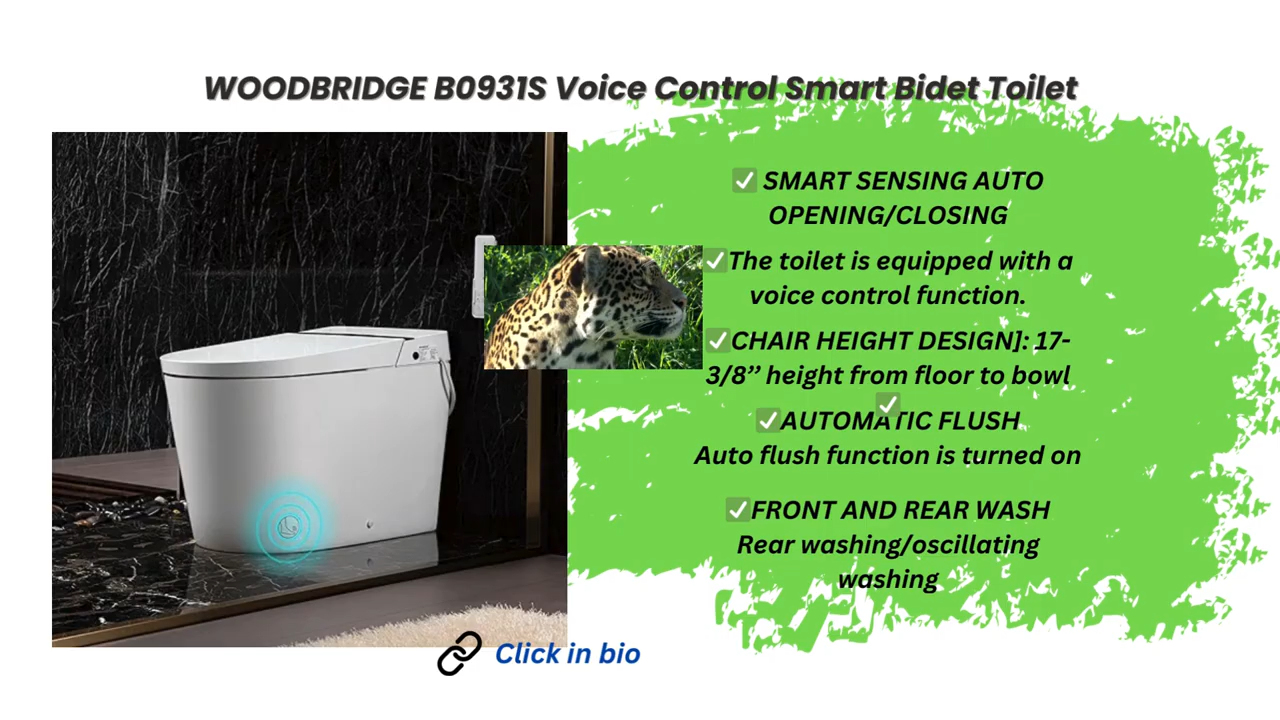 WOODBRIDGE B0931S Voice Control Smart Bidet Toilet
✅ SMART SENSING AUTO
OPENING/CLOSING
✅The toilet is equipped with a
voice control function.
✅CHAIR HEIGHT DESIGN]: 17-
3/8’’ height from floor to bowl
✅AUTOMATIC FLUSH
Auto flush function is turned on
✅FRONT AND REAR WASH
Rear washing/oscillating
washing
Click in bio